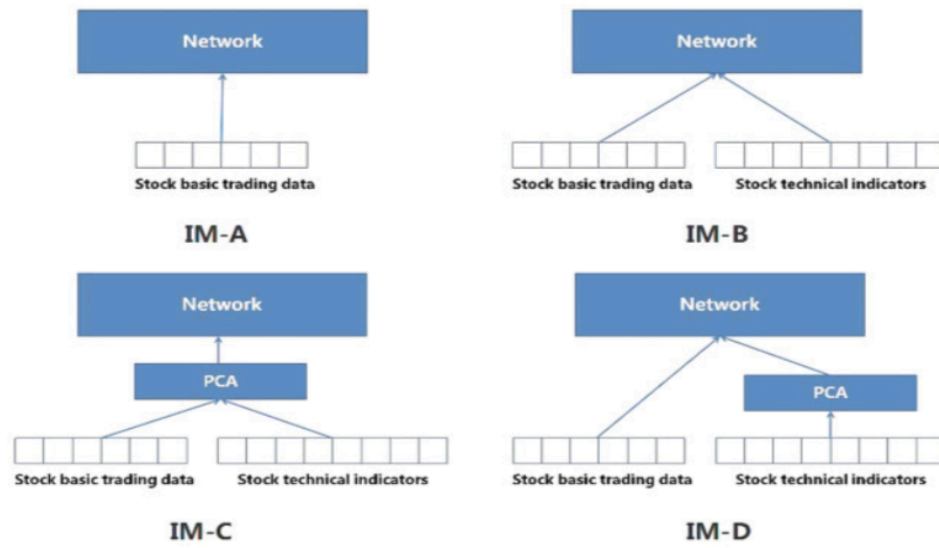 Network
Network
Stock basic trading data
Stock basic trading data
Stock technical indicators
IM-A
IM-B
Network
Network
PCA
PCA
Stock basic trading data
Stock technical indicators
Stock basic trading data
Stock technical indicators
IM-C
IM-D